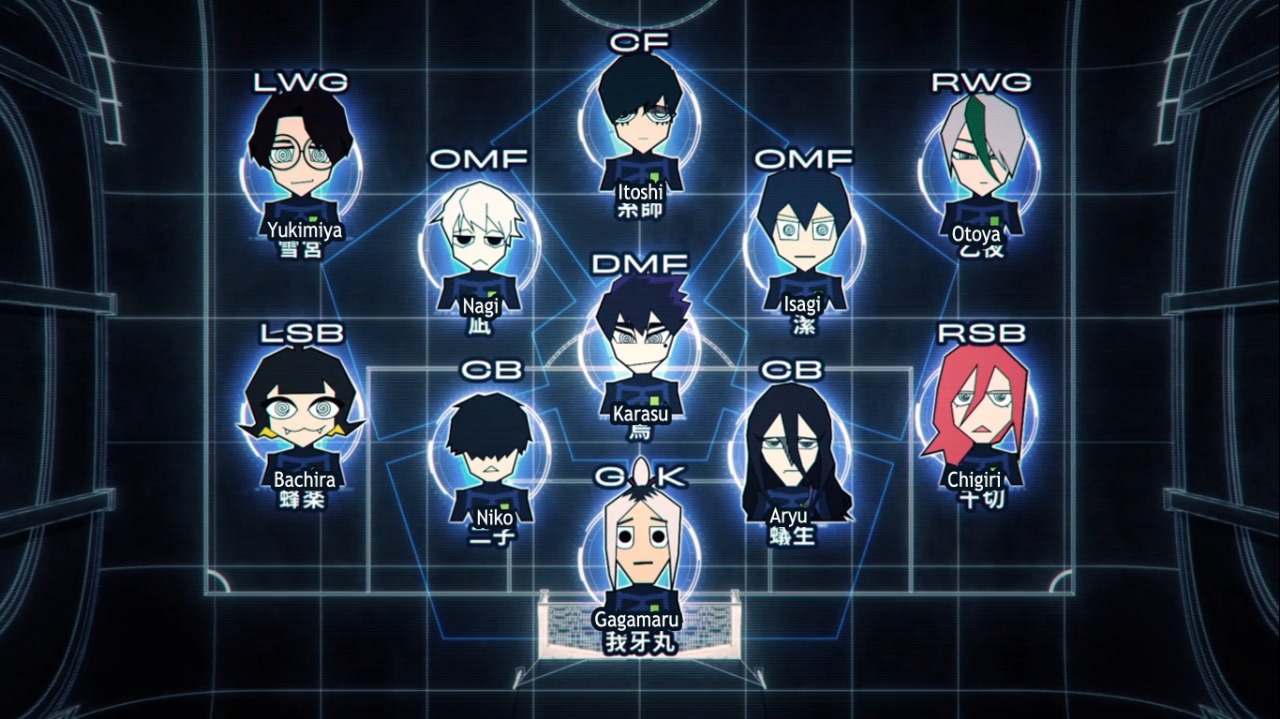 CF
LWG
RWG
Itoshi
糸師
OMF
OMF
Yukimiya
雪宮
Otoya
乙夜
DMF
Nagi
凪
Isagi
潔
LSB
RSB
CB
CB
Karasu
烏
Bachira
蜂楽
Chigiri
千切
GK
Niko
二子
Aryu
蟻生
Gagamaru
我牙丸